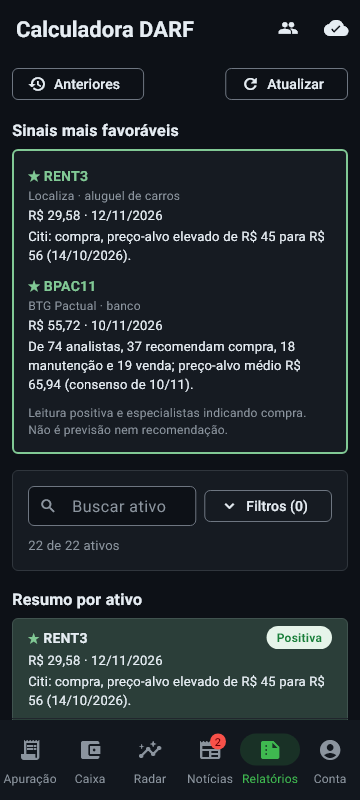 Calculadora DARF
Anteriores
Atualizar
Sinais mais favoráveis
★ RENT3
Localiza · aluguel de carros
R$ 29,58 · 12/11/2026
Citi: compra, preço-alvo elevado de R$ 45 para R$
56 (14/10/2026).
★ BPAC11
BTG Pactual · banco
R$ 55,72 · 10/11/2026
De 74 analistas, 37 recomendam compra, 18
manutenção e 19 venda; preço-alvo médio R$
65,94 (consenso de 10/11).
Leitura positiva e especialistas indicando compra.
Não é previsão nem recomendação.
Buscar ativo
Filtros (0)
22 de 22 ativos
Resumo por ativo
★ RENT3
Positiva
R$ 29,58 · 12/11/2026
Citi: compra, preço-alvo elevado de R$ 45 para R$
56 (14/10/2026).
2
Apuração
Caixa
Radar
Notícias
Relatórios
Conta